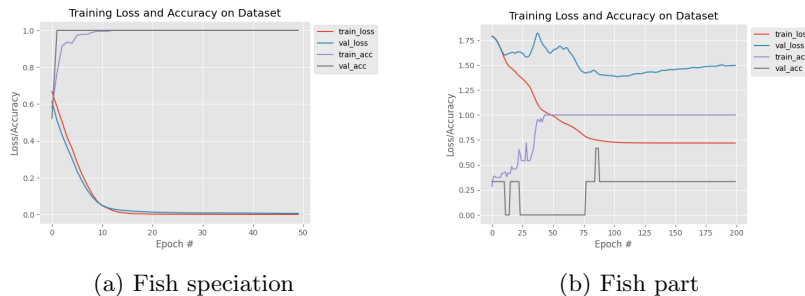 Training Loss and Accuracy on Dataset
1.0
0.8
0.6
0.4
0.2
0.0
Loss/Accuracy
0
10
20
30
40
50
Epoch #
train_loss
val_loss
train_acc
val_acc
(a) Fish speciation
Training Loss and Accuracy on Dataset
1.75
1.50
1.25
1.00
0.75
0.50
0.25
0.00
Loss/Accuracy
0
25
50
75
100
125
150
175
200
Epoch #
train_loss
val_loss
train_acc
val_acc
(b) Fish part